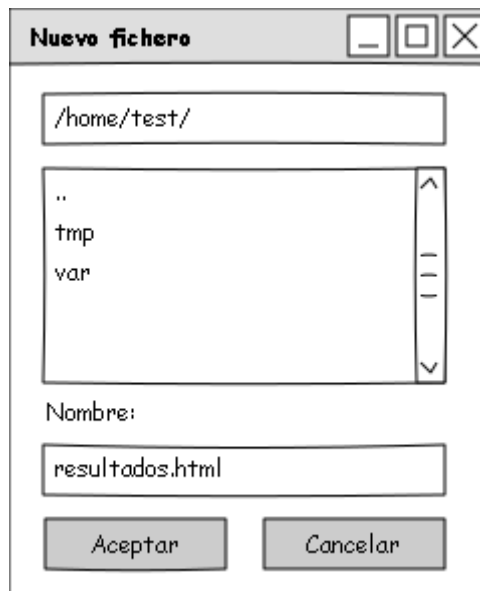 Nuevo fichero
/home/test/
..
tmp
var
Nombre:
resultados.html
Aceptar Cancelar